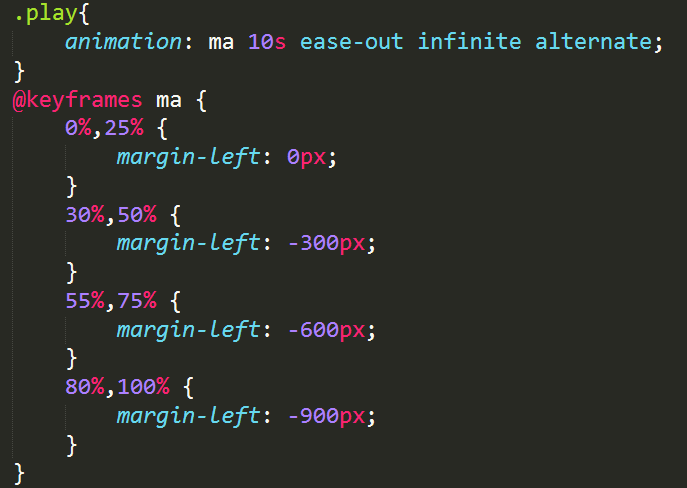 .play{
    animation: ma 10s ease-out infinite alternate;
}
@keyframes ma {
    0%,25% {
        margin-left: 0px;
    }
    30%,50% {
        margin-left: -300px;
    }
    55%,75% {
        margin-left: -600px;
    }
    80%,100% {
        margin-left: -900px;
    }
}